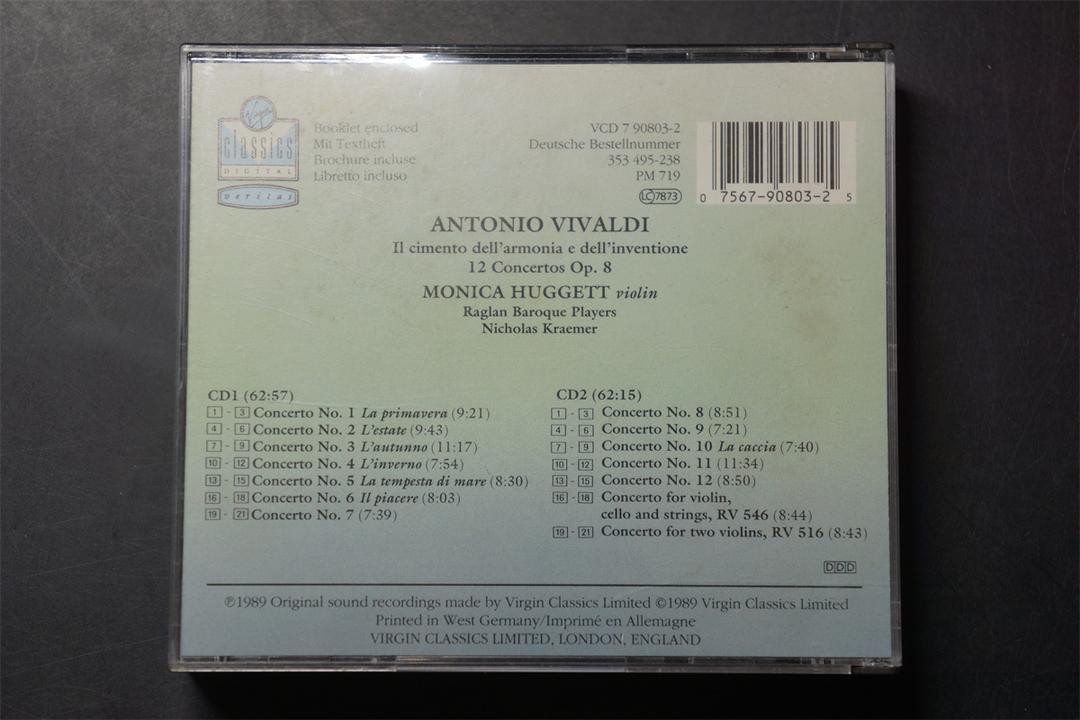 Virgin
classics
DIGITAL
veritas
Booklet enclosed
Mit Textheft
Brochure incluse
Libretto incluso
VCD 7 90803-2
Deutsche Bestellnummer
353 495-238
PM 719
LC 7873
0 7567-90803-2 5
ANTONIO VIVALDI
Il cimento dell'armonia e dell'inventione
12 Concertos Op. 8
MONICA HUGGETT violin
Raglan Baroque Players
Nicholas Kraemer
CD1 (62:57)
1 - 3 Concerto No. 1 La primavera (9:21)
4 - 6 Concerto No. 2 L'estate (9:43)
7 - 9 Concerto No. 3 L'autunno (11:17)
10 - 12 Concerto No. 4 L'inverno (7:54)
13 - 15 Concerto No. 5 La tempesta di mare (8:30)
16 - 18 Concerto No. 6 Il piacere (8:03)
19 - 21 Concerto No. 7 (7:39)
CD2 (62:15)
1 - 3 Concerto No. 8 (8:51)
4 - 6 Concerto No. 9 (7:21)
7 - 9 Concerto No. 10 La caccia (7:40)
10 - 12 Concerto No. 11 (11:34)
13 - 15 Concerto No. 12 (8:50)
16 - 18 Concerto for violin,
cello and strings, RV 546 (8:44)
19 - 21 Concerto for two violins, RV 516 (8:43)
DDD
℗1989 Original sound recordings made by Virgin Classics Limited ©1989 Virgin Classics Limited
Printed in West Germany/Imprimé en Allemagne
VIRGIN CLASSICS LIMITED, LONDON, ENGLAND